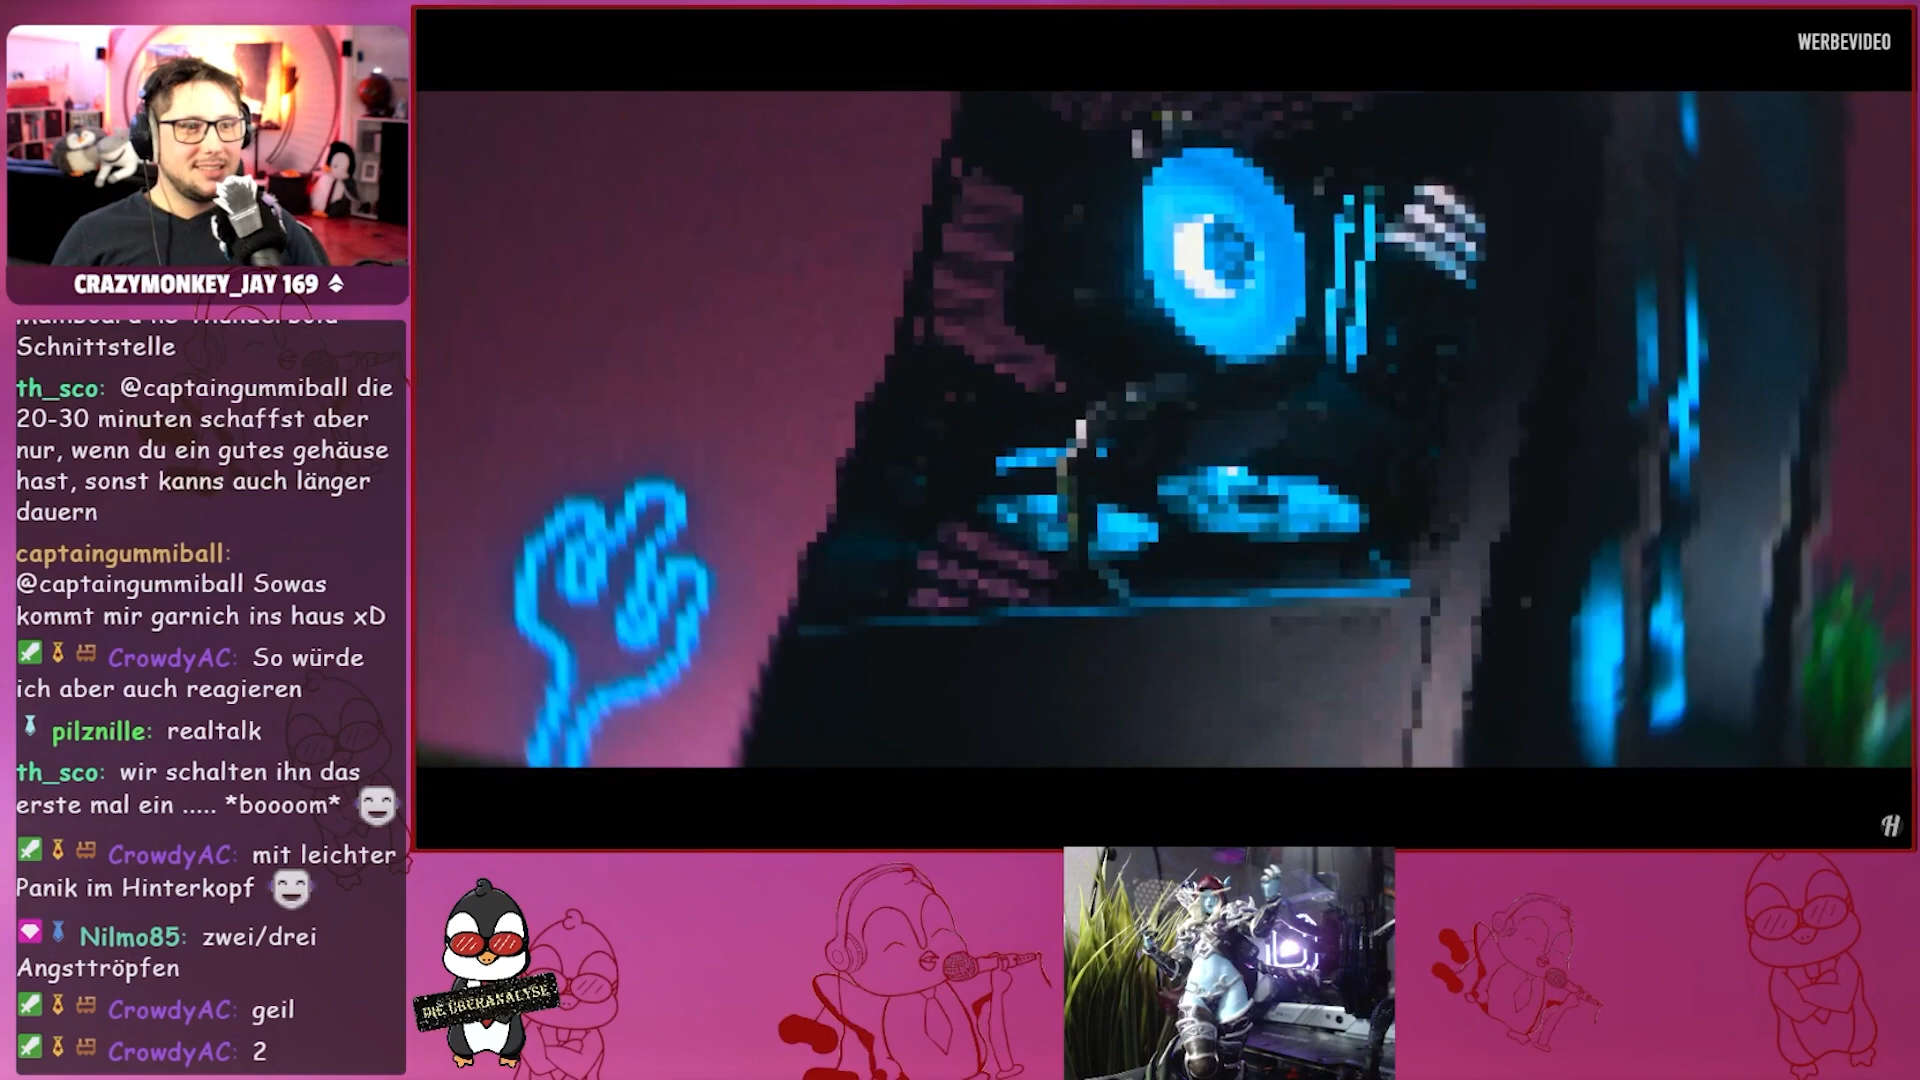 WERBEVIDEO
CRAZYMONKEY_JAY 169
Schnittstelle
th_sco: @captaingummiball die
20-30 minuten schaffst aber
nur, wenn du ein gutes gehäuse
hast, sonst kanns auch länger
dauern
captaingummiball:
@captaingummiball Sowas
kommt mir garnich ins haus xD
CrowdyAC: So würde
ich aber auch reagieren
pilznille: realtalk
th_sco: wir schalten ihn das
erste mal ein ..... *boooom*
CrowdyAC: mit leichter
Panik im Hinterkopf
Nilmo85: zwei/drei
Angsttröpfen
CrowdyAC: geil
CrowdyAC: 2
DIE ÜBERANALYSE
H